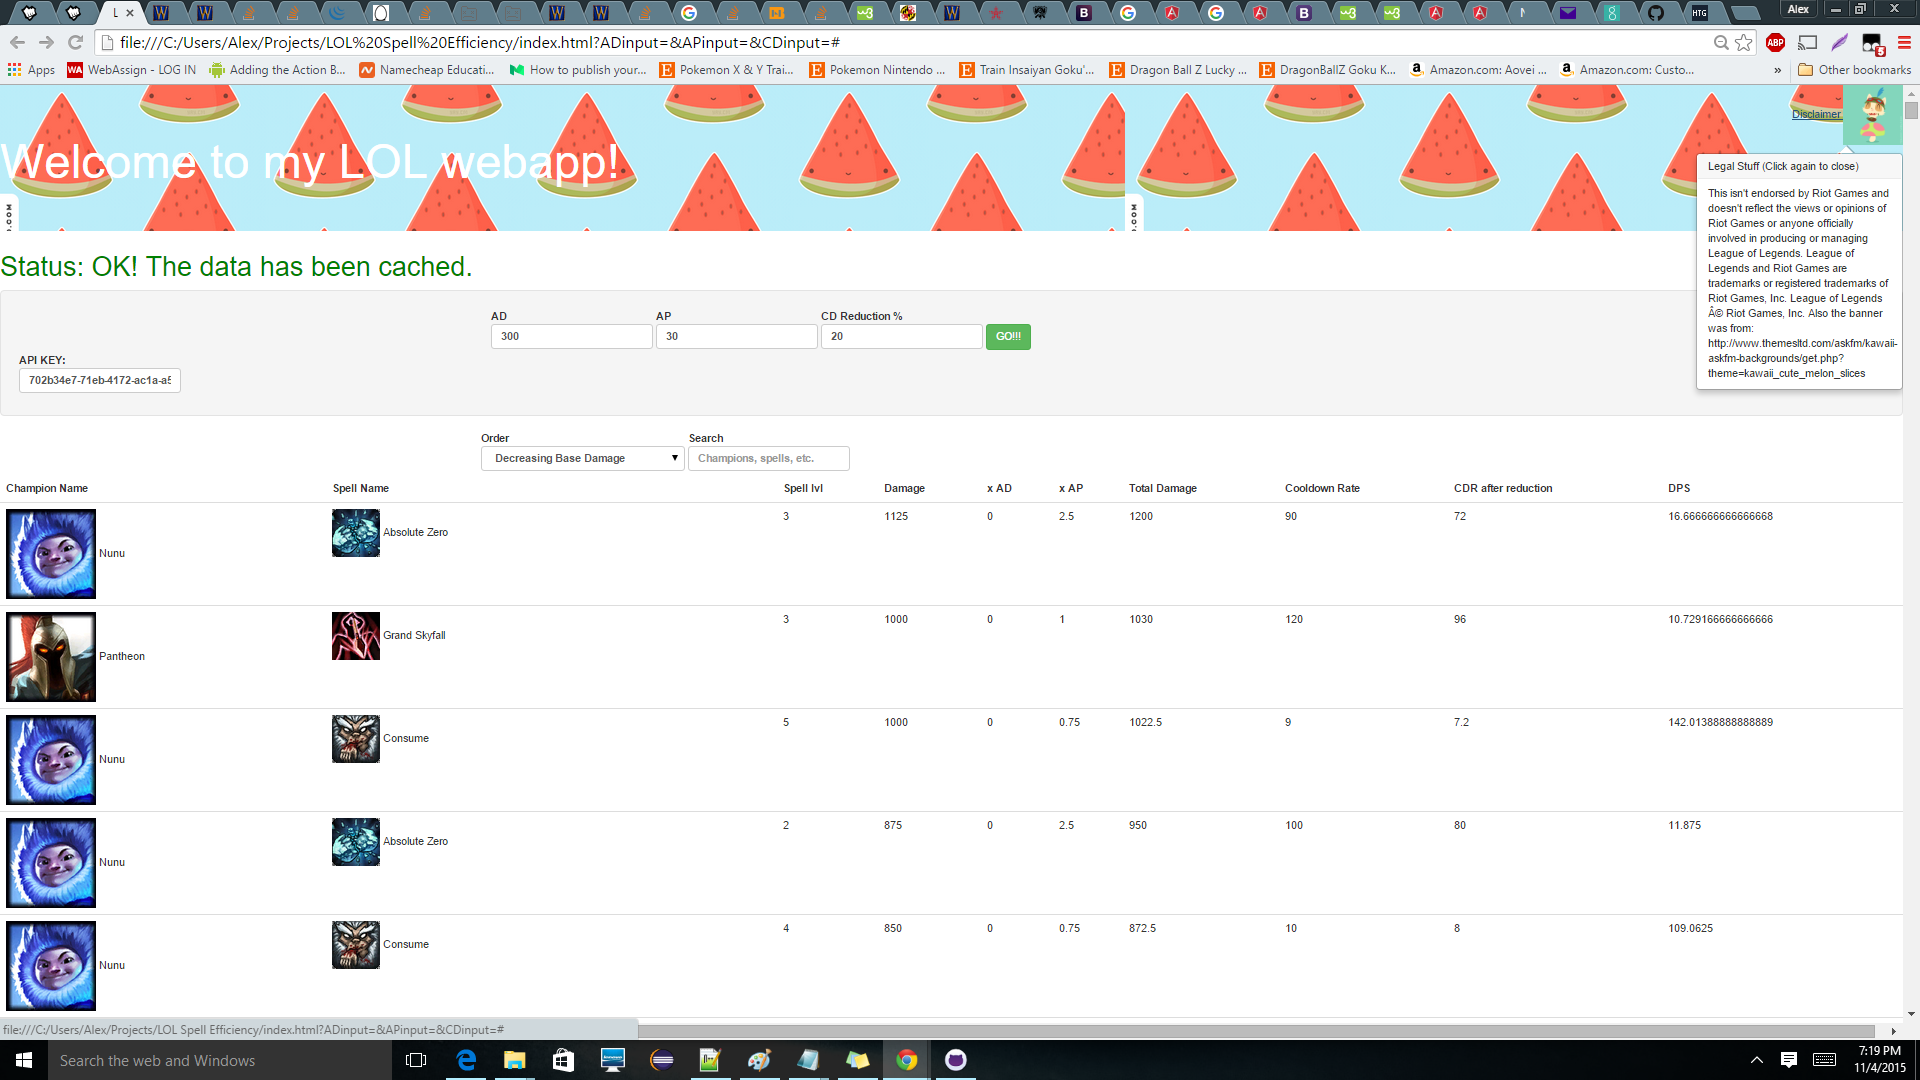 Alex
file:///C:/Users/Alex/Projects/LOL%20Spell%20Efficiency/index.html?ADinput=&APinput=&CDinput=#
Apps WebAssign - LOG IN Adding the Action B... Namecheap Educati... How to publish your... Pokemon X & Y Trai... Pokemon Nintendo ... Train Insaiyan Goku'... Dragon Ball Z Lucky ... DragonBallZ Goku K... Amazon.com: Aovei ... Amazon.com: Custo... » Other bookmarks
Disclaimer
Welcome to my LOL webapp!
Legal Stuff (Click again to close)
This isn't endorsed by Riot Games and
doesn't reflect the views or opinions of
Riot Games or anyone officially
involved in producing or managing
League of Legends. League of
Legends and Riot Games are
trademarks or registered trademarks of
Riot Games, Inc. League of Legends
Â© Riot Games, Inc. Also the banner
was from:
http://www.themesltd.com/askfm/kawaii-
askfm-backgrounds/get.php?
theme=kawaii_cute_melon_slices
Status: OK! The data has been cached.
AD AP CD Reduction %
300 30 20 GO!!!
API KEY:
702b34e7-71eb-4172-ac1a-a5
Order Search
Decreasing Base Damage Champions, spells, etc.
Champion Name Spell Name Spell lvl Damage x AD x AP Total Damage Cooldown Rate CDR after reduction DPS
Nunu Absolute Zero 3 1125 0 2.5 1200 90 72 16.666666666666668
Pantheon Grand Skyfall 3 1000 0 1 1030 120 96 10.729166666666666
Nunu Consume 5 1000 0 0.75 1022.5 9 7.2 142.01388888888889
Nunu Absolute Zero 2 875 0 2.5 950 100 80 11.875
Nunu Consume 4 850 0 0.75 872.5 10 8 109.0625
file:///C:/Users/Alex/Projects/LOL Spell Efficiency/index.html?ADinput=&APinput=&CDinput=#
Search the web and Windows
7:19 PM
11/4/2015